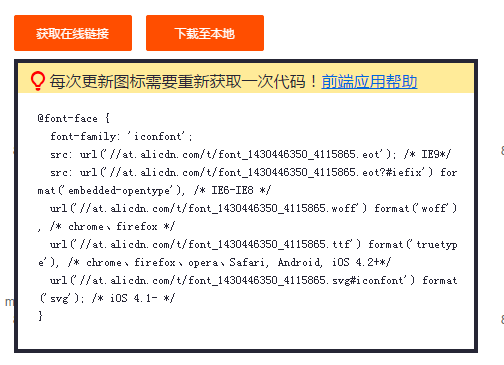 获取在线链接 下载至本地
每次更新图标需要重新获取一次代码！前端应用帮助
@font-face {
  font-family: 'iconfont';
  src: url('//at.alicdn.com/t/font_1430446350_4115865.eot'); /* IE9*/
  src: url('//at.alicdn.com/t/font_1430446350_4115865.eot?#iefix') for
mat('embedded-opentype'), /* IE6-IE8 */
  url('//at.alicdn.com/t/font_1430446350_4115865.woff') format('woff')
, /* chrome、firefox */
  url('//at.alicdn.com/t/font_1430446350_4115865.ttf') format('truetyp
e'), /* chrome、firefox、opera、Safari, Android, iOS 4.2+*/
  url('//at.alicdn.com/t/font_1430446350_4115865.svg#iconfont') format
('svg'); /* iOS 4.1- */
}